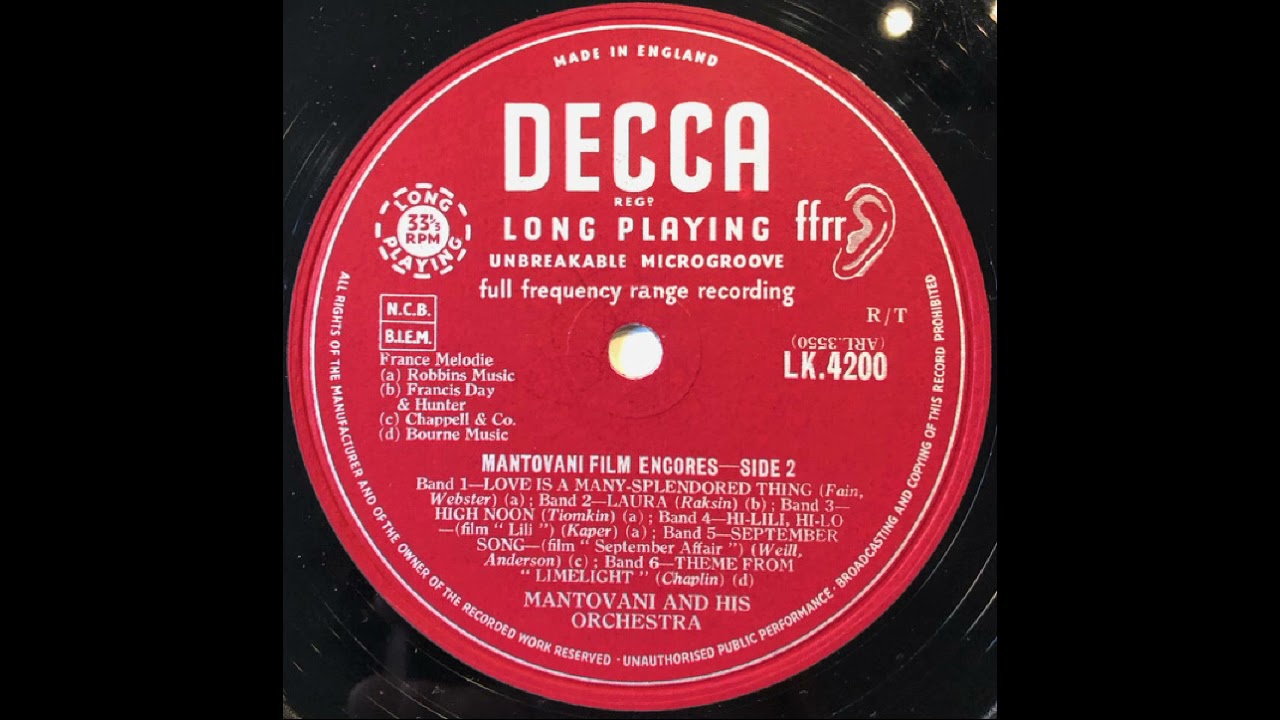 MADE IN ENGLAND
DECCA
REGD
LONG PLAYING
UNBREAKABLE MICROGROOVE
full frequency range recording
LONG
33⅓
RPM
PLAYING
ffrr
R/T
(ARL.3550)
LK.4200
N.C.B.
B.I.E.M.
France Melodie
(a) Robbins Music
(b) Francis Day
& Hunter
(c) Chappell & Co.
(d) Bourne Music
MANTOVANI FILM ENCORES—SIDE 2
Band 1—LOVE IS A MANY-SPLENDORED THING (Fain,
Webster) (a) ; Band 2—LAURA (Raksin) (b) ; Band 3—
HIGH NOON (Tiomkin) (a) ; Band 4—HI-LILI, HI-LO
—(film “ Lili ”) (Kaper) (a) ; Band 5—SEPTEMBER
SONG—(film “ September Affair ”) (Weill,
Anderson) (c) ; Band 6—THEME FROM
“ LIMELIGHT ” (Chaplin) (d)
MANTOVANI AND HIS
ORCHESTRA
ALL RIGHTS OF THE MANUFACTURER AND OF THE OWNER OF THE RECORDED WORK RESERVED · UNAUTHORISED PUBLIC PERFORMANCE · BROADCASTING AND COPYING OF THIS RECORD PROHIBITED